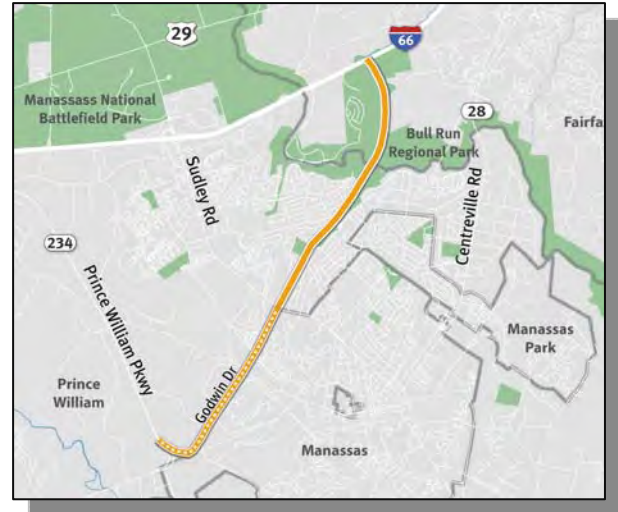 29
66
Manassass National
Battlefield Park
28
Fairfa
Bull Run
Regional Park
Sudley Rd
Centreville Rd
234
Prince William Pkwy
Manassas
Park
Prince
William
Godwin Dr
Manassas